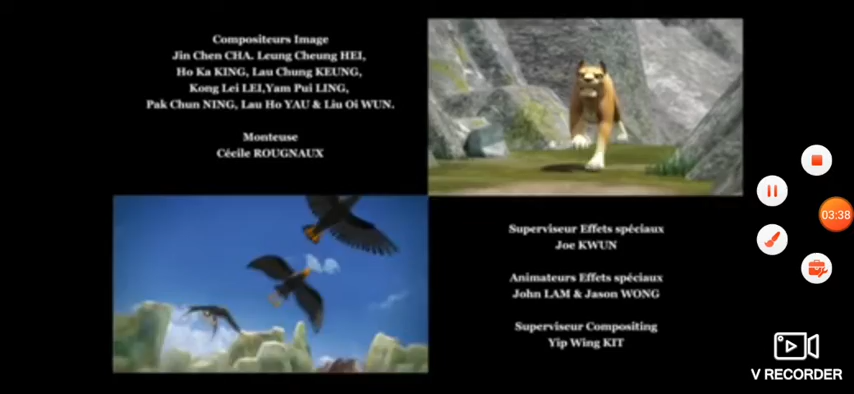 Compositeurs Image
Jin Chen CHA. Leung Cheung HEI,
Ho Ka KING, Lau Chung KEUNG,
Kong Lei LEI,Yam Pui LING,
Pak Chun NING, Lau Ho YAU & Liu Oi WUN.
Monteuse
Cécile ROUGNAUX
Superviseur Effets spéciaux
Joe KWUN
Animateurs Effets spéciaux
John LAM & Jason WONG
Superviseur Compositing
Yip Wing KIT
03:38
V RECORDER